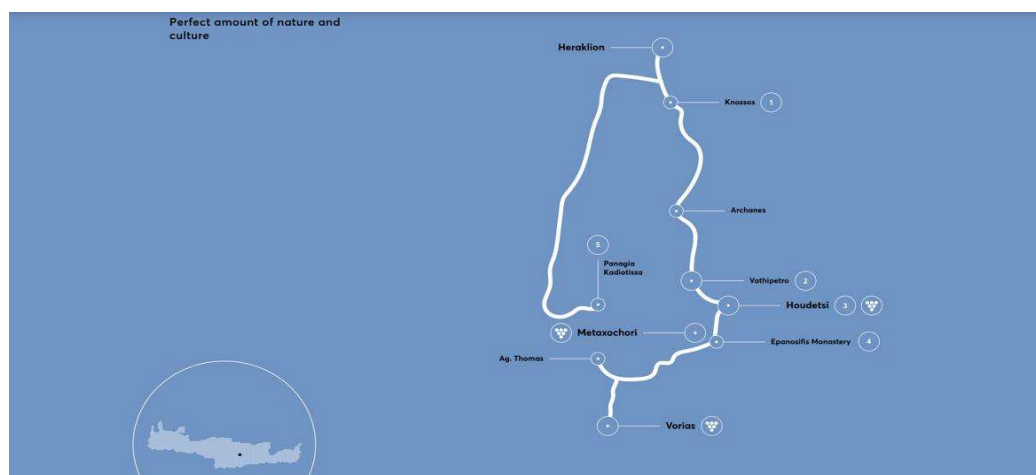 Perfect amount of nature and
culture
Heraklion
Knossos 1
Archanes
5
Panagia
Kadiotissa
Vathipetro 2
Houdetsi 3
Metaxochori
Epanosifis Monastery 4
Ag. Thomas
Vorias